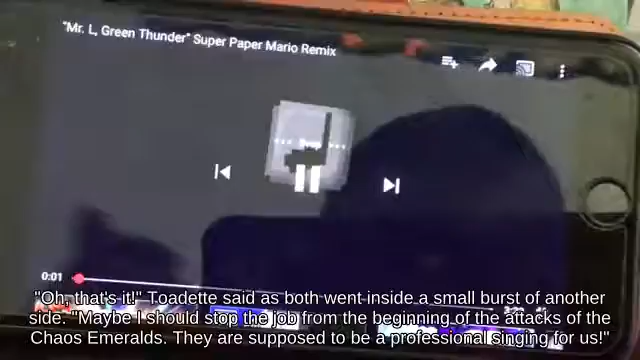 "Mr. L, Green Thunder" Super Paper Mario Remix
0:01
"Oh, that's it!" Toadette said as both went inside a small burst of another
side. "Maybe I should stop the job from the beginning of the attacks of the
Chaos Emeralds. They are supposed to be a professional singing for us!"